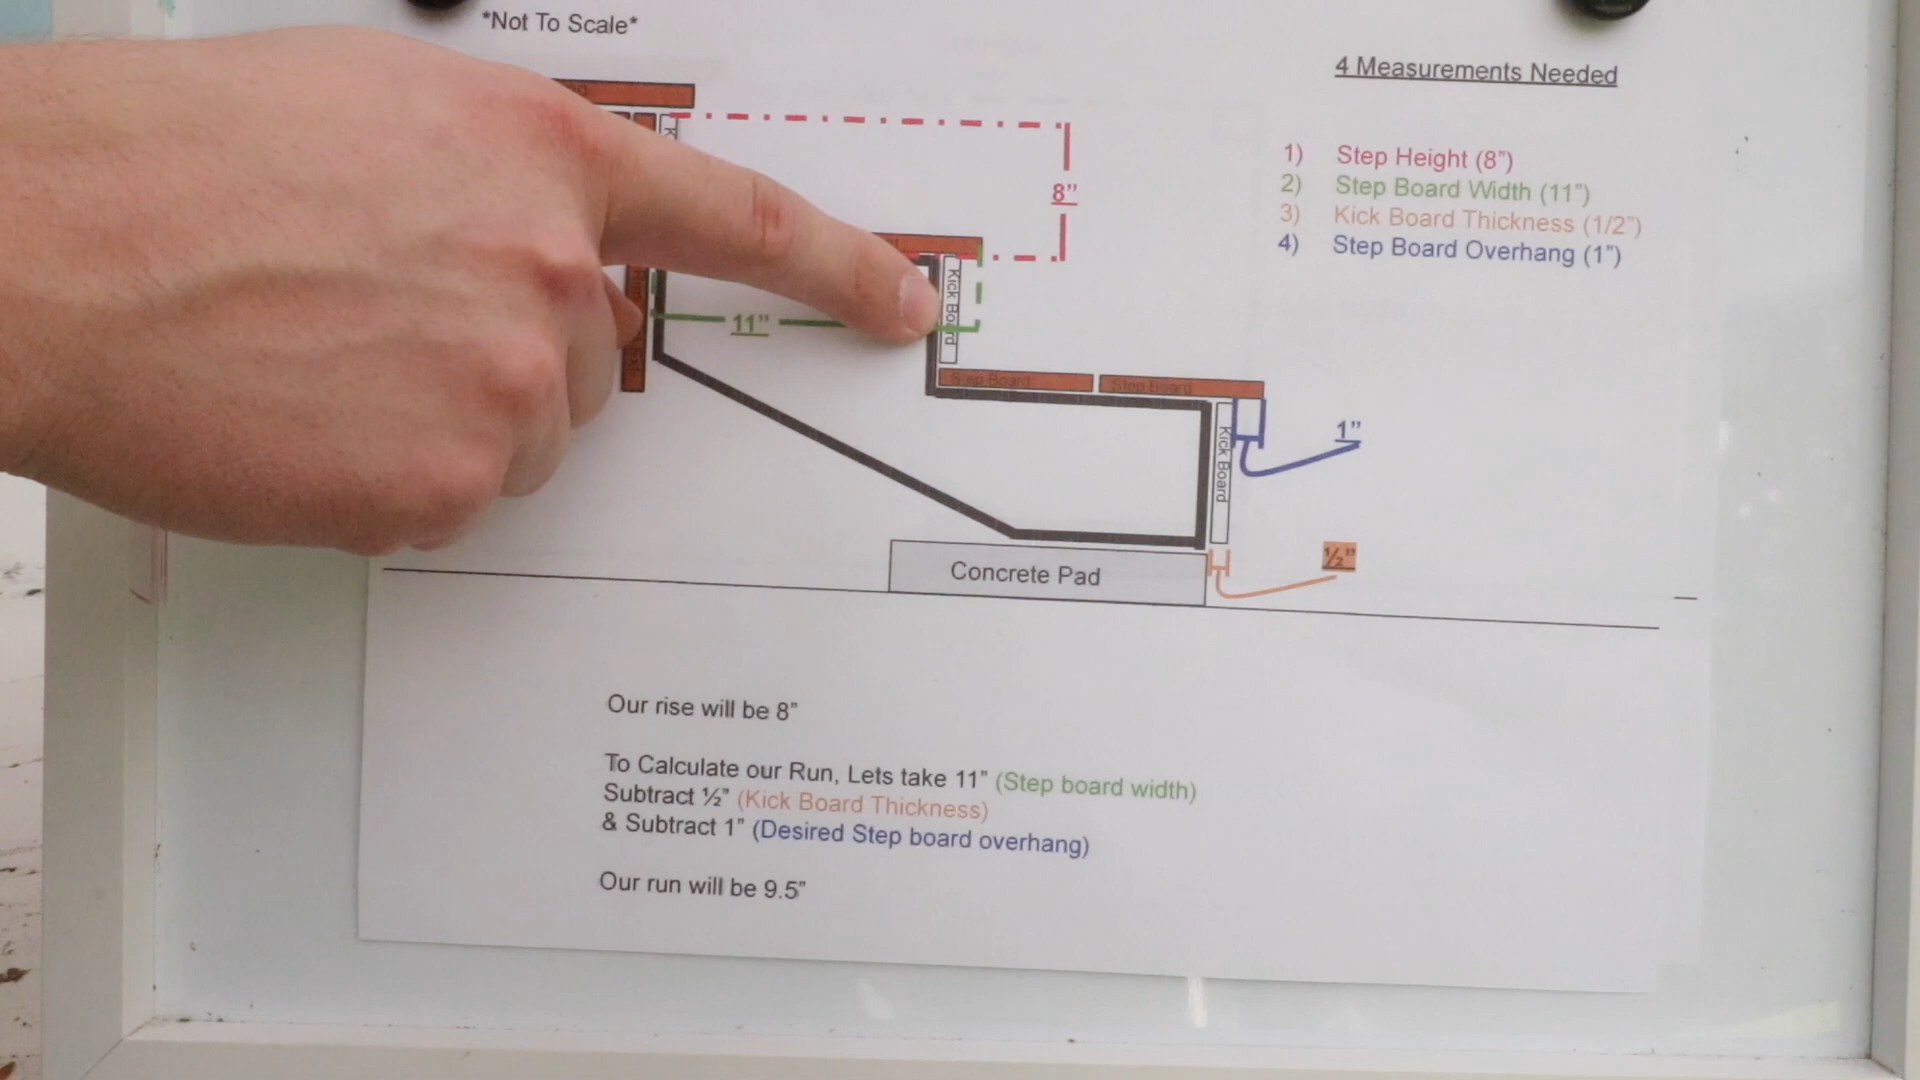 *Not To Scale*
4 Measurements Needed
1) Step Height (8”)
2) Step Board Width (11”)
3) Kick Board Thickness (1/2”)
4) Step Board Overhang (1”)
8”
11”
Kick Board
Step Board
Step Board
1”
Kick Board
½”
Concrete Pad
Our rise will be 8”
To Calculate our Run, Lets take 11” (Step board width)
Subtract ½” (Kick Board Thickness)
& Subtract 1” (Desired Step board overhang)
Our run will be 9.5”